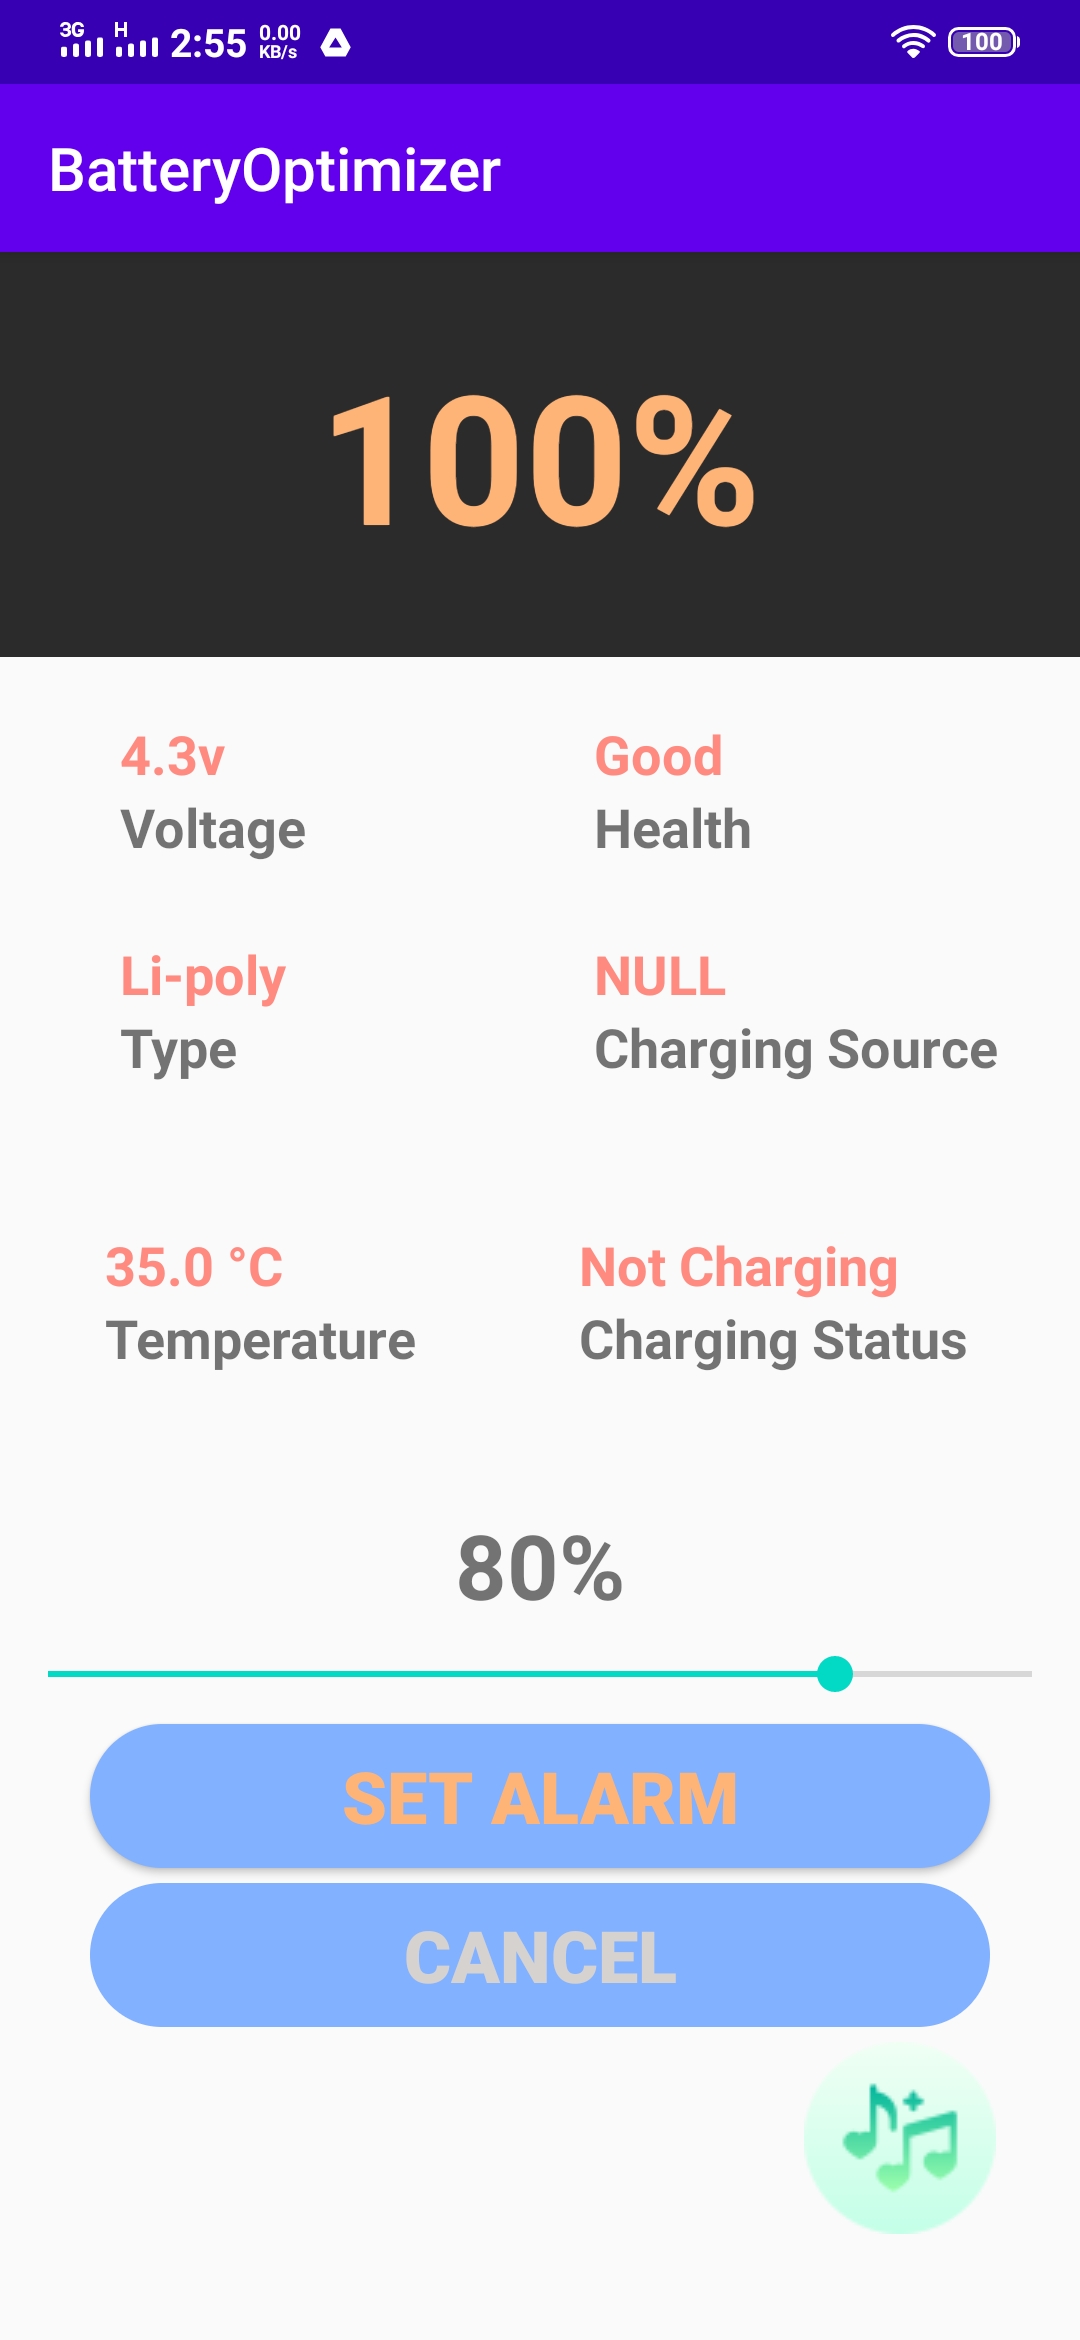 3G H 2:55 0.00 KB/s 100
BatteryOptimizer
100%
4.3v Good
Voltage Health
Li-poly NULL
Type Charging Source
35.0 °C Not Charging
Temperature Charging Status
80%
SET ALARM
CANCEL